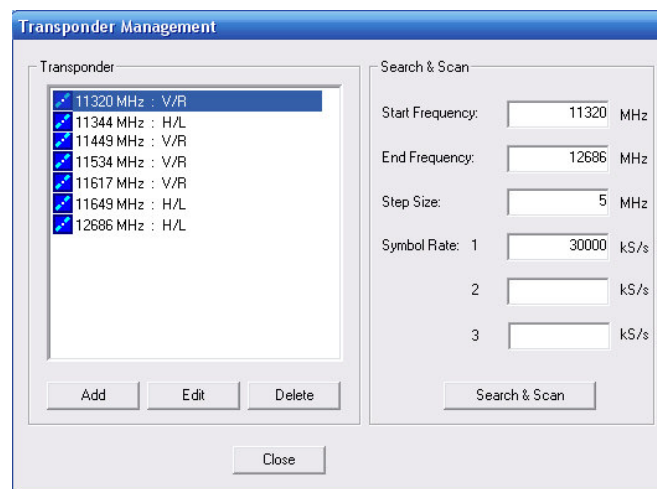 Transponder Management
Transponder
11320 MHz : V/R
11344 MHz : H/L
11449 MHz : V/R
11534 MHz : V/R
11617 MHz : V/R
11649 MHz : H/L
12686 MHz : H/L
Add
Edit
Delete
Search & Scan
Start Frequency: 11320 MHz
End Frequency: 12686 MHz
Step Size: 5 MHz
Symbol Rate: 1 30000 kS/s
2 kS/s
3 kS/s
Search & Scan
Close